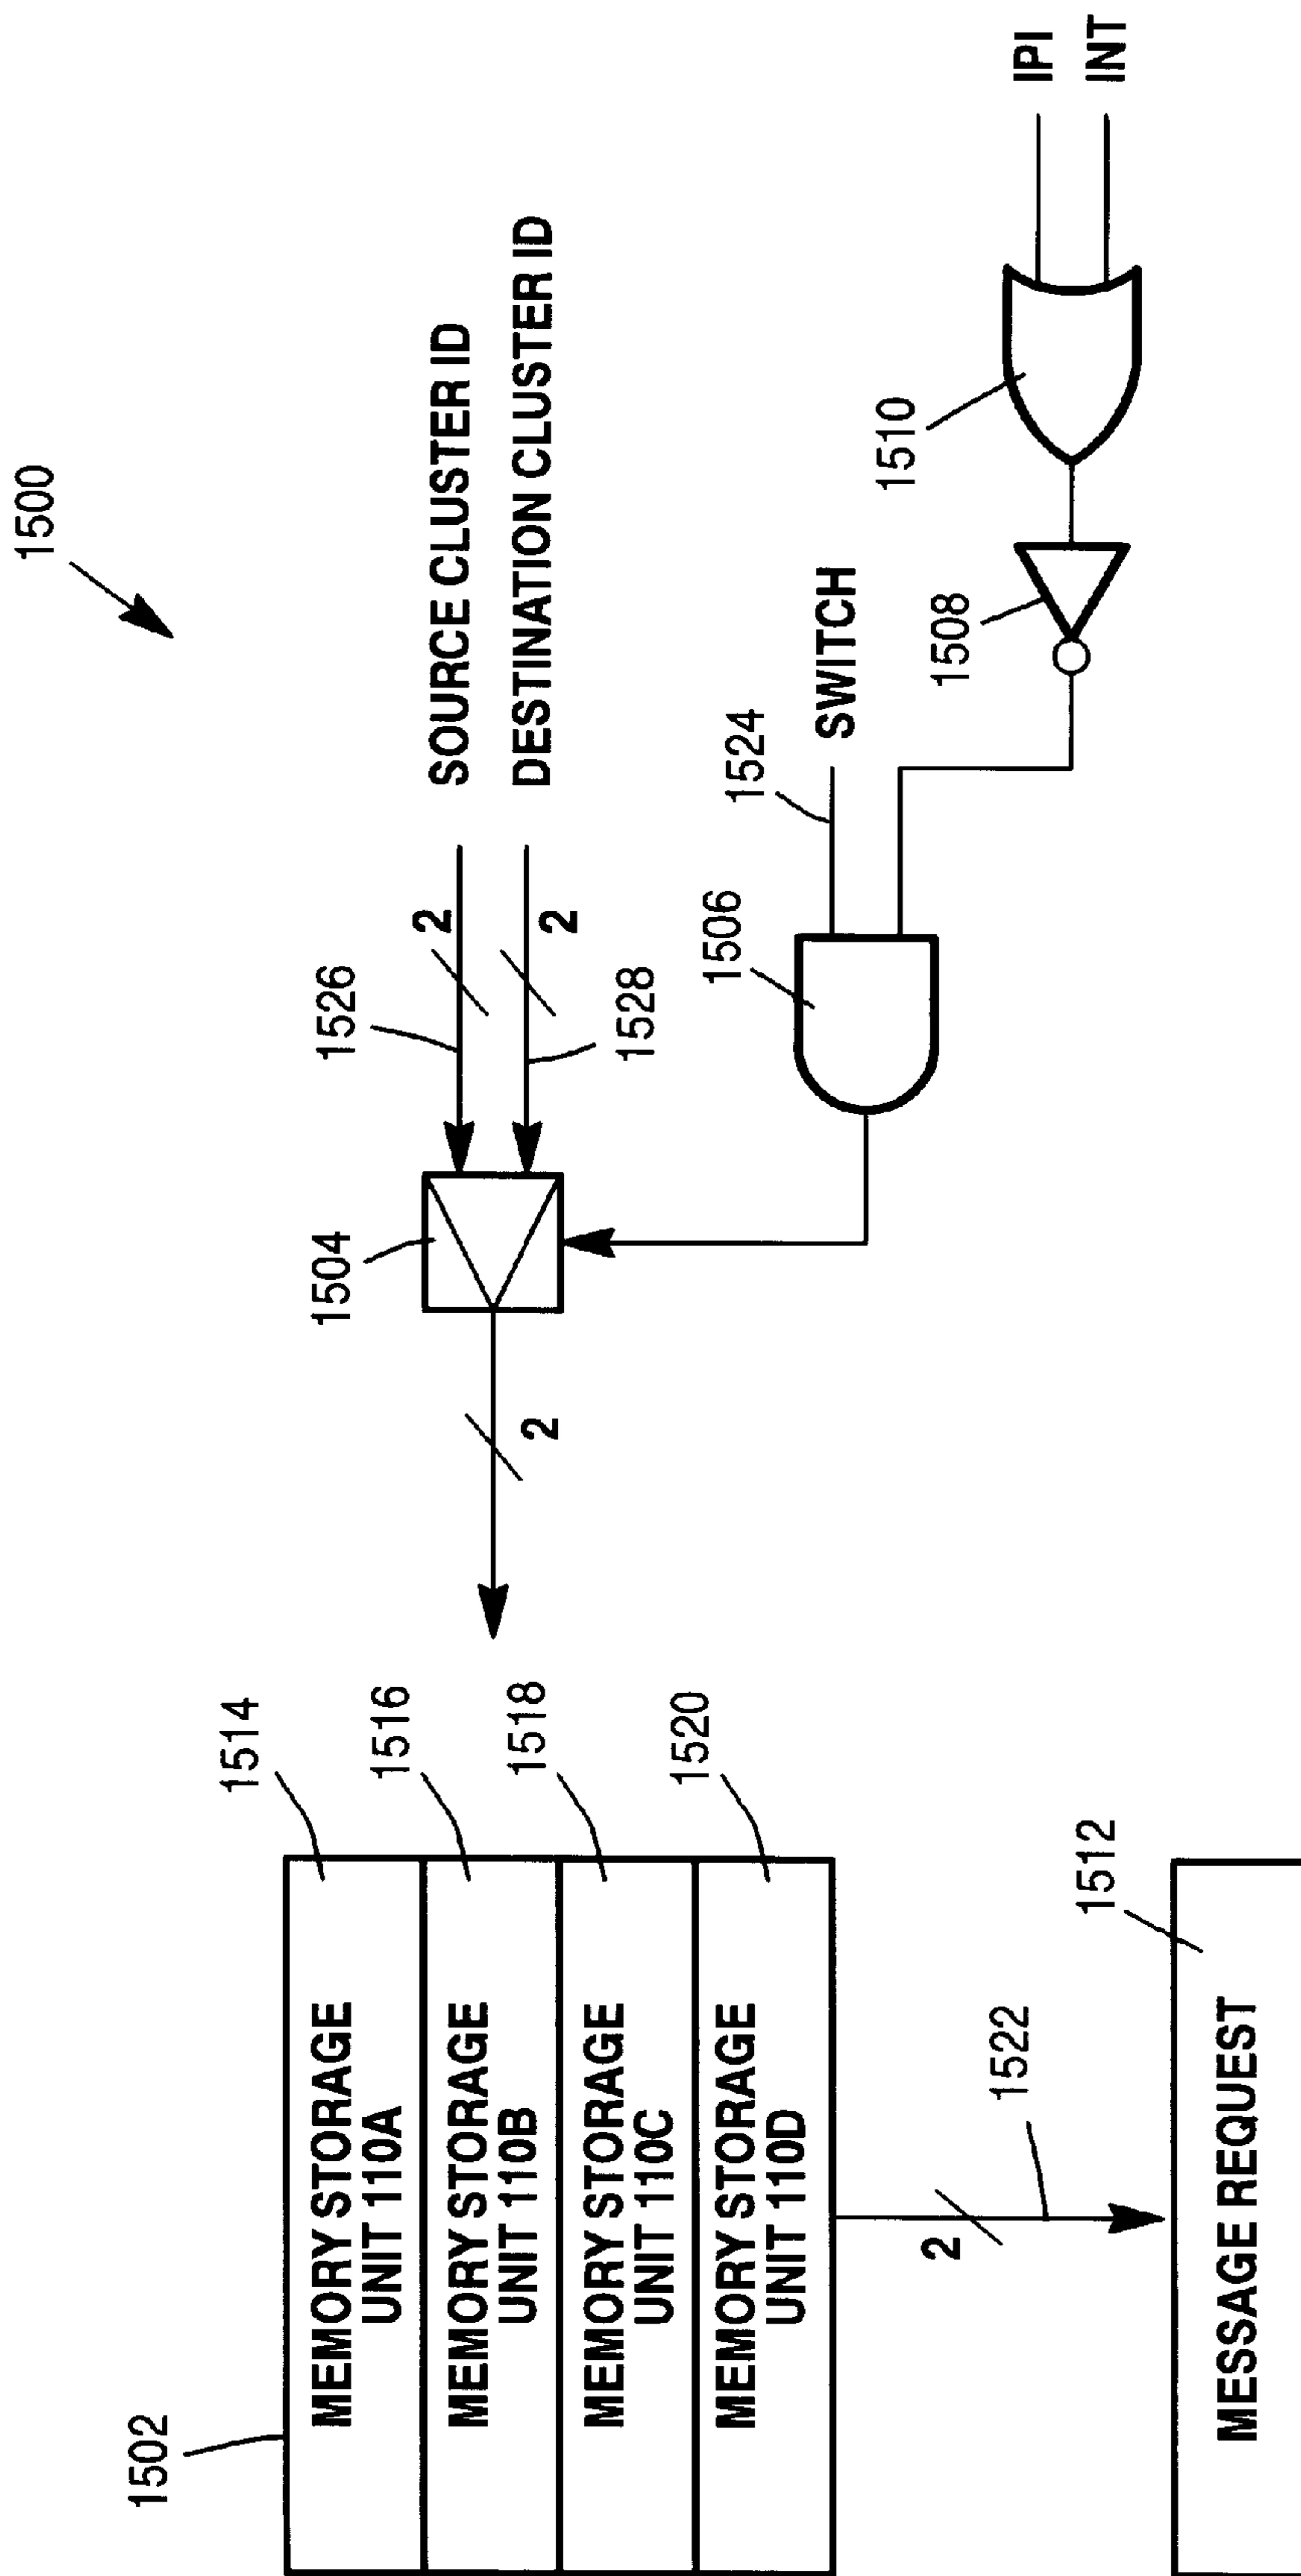 1500
1502
MEMORY STORAGE
UNIT 110A
1514
MEMORY STORAGE
UNIT 110B
1516
MEMORY STORAGE
UNIT 110C
1518
MEMORY STORAGE
UNIT 110D
1520
2
1522
MESSAGE REQUEST
1512
2
1504
1526
2
SOURCE CLUSTER ID
1528
2
DESTINATION CLUSTER ID
1506
1524
SWITCH
1508
1510
IPI
INT